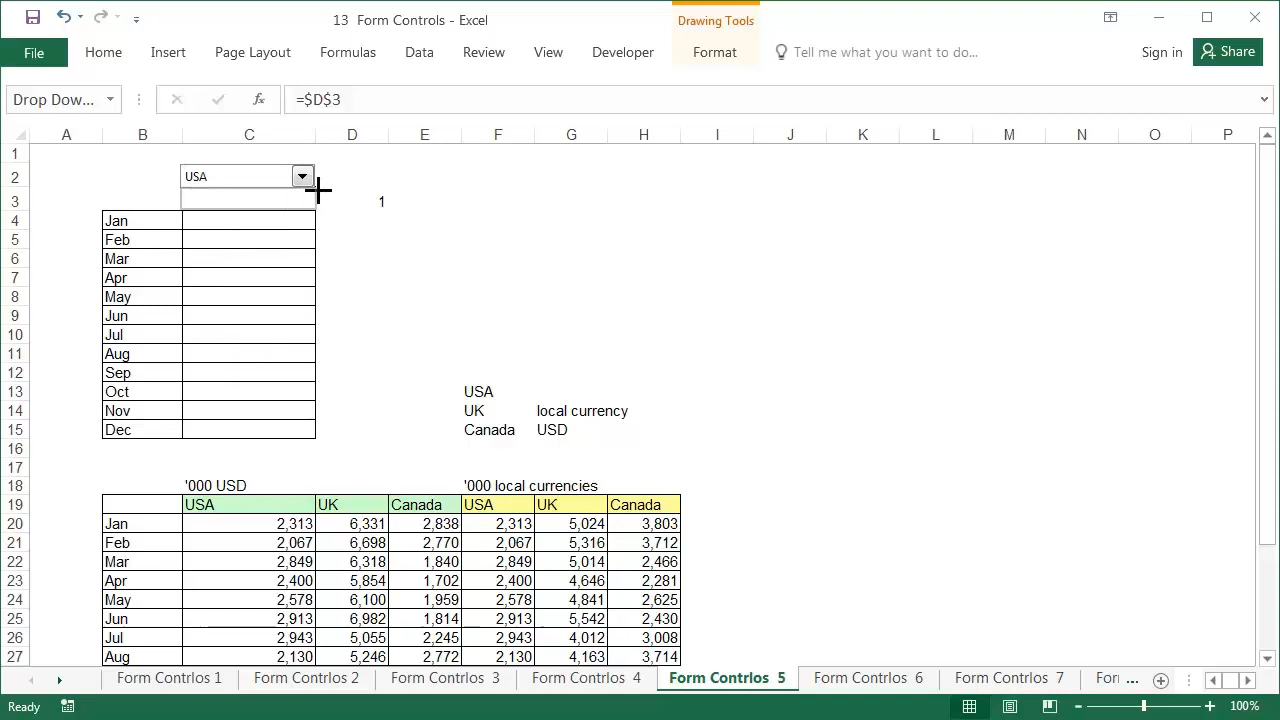 13 Form Controls - Excel
Drawing Tools
File Home Insert Page Layout Formulas Data Review View Developer Format Tell me what you want to do... Sign in Share
Drop Dow... fx =$D$3
A B C D E F G H I J K L M N O P
1
2 USA
3 1
4 Jan
5 Feb
6 Mar
7 Apr
8 May
9 Jun
10 Jul
11 Aug
12 Sep
13 Oct USA
14 Nov UK local currency
15 Dec Canada USD
16
17
18 '000 USD '000 local currencies
19 USA UK Canada USA UK Canada
20 Jan 2,313 6,331 2,838 2,313 5,024 3,803
21 Feb 2,067 6,698 2,770 2,067 5,316 3,712
22 Mar 2,849 6,318 1,840 2,849 5,014 2,466
23 Apr 2,400 5,854 1,702 2,400 4,646 2,281
24 May 2,578 6,100 1,959 2,578 4,841 2,625
25 Jun 2,913 6,982 1,814 2,913 5,542 2,430
26 Jul 2,943 5,055 2,245 2,943 4,012 3,008
27 Aug 2,130 5,246 2,772 2,130 4,163 3,714
Form Contrlos 1 Form Contrlos 2 Form Contrlos 3 Form Contrlos 4 Form Contrlos 5 Form Contrlos 6 Form Contrlos 7 For ...
Ready 100%